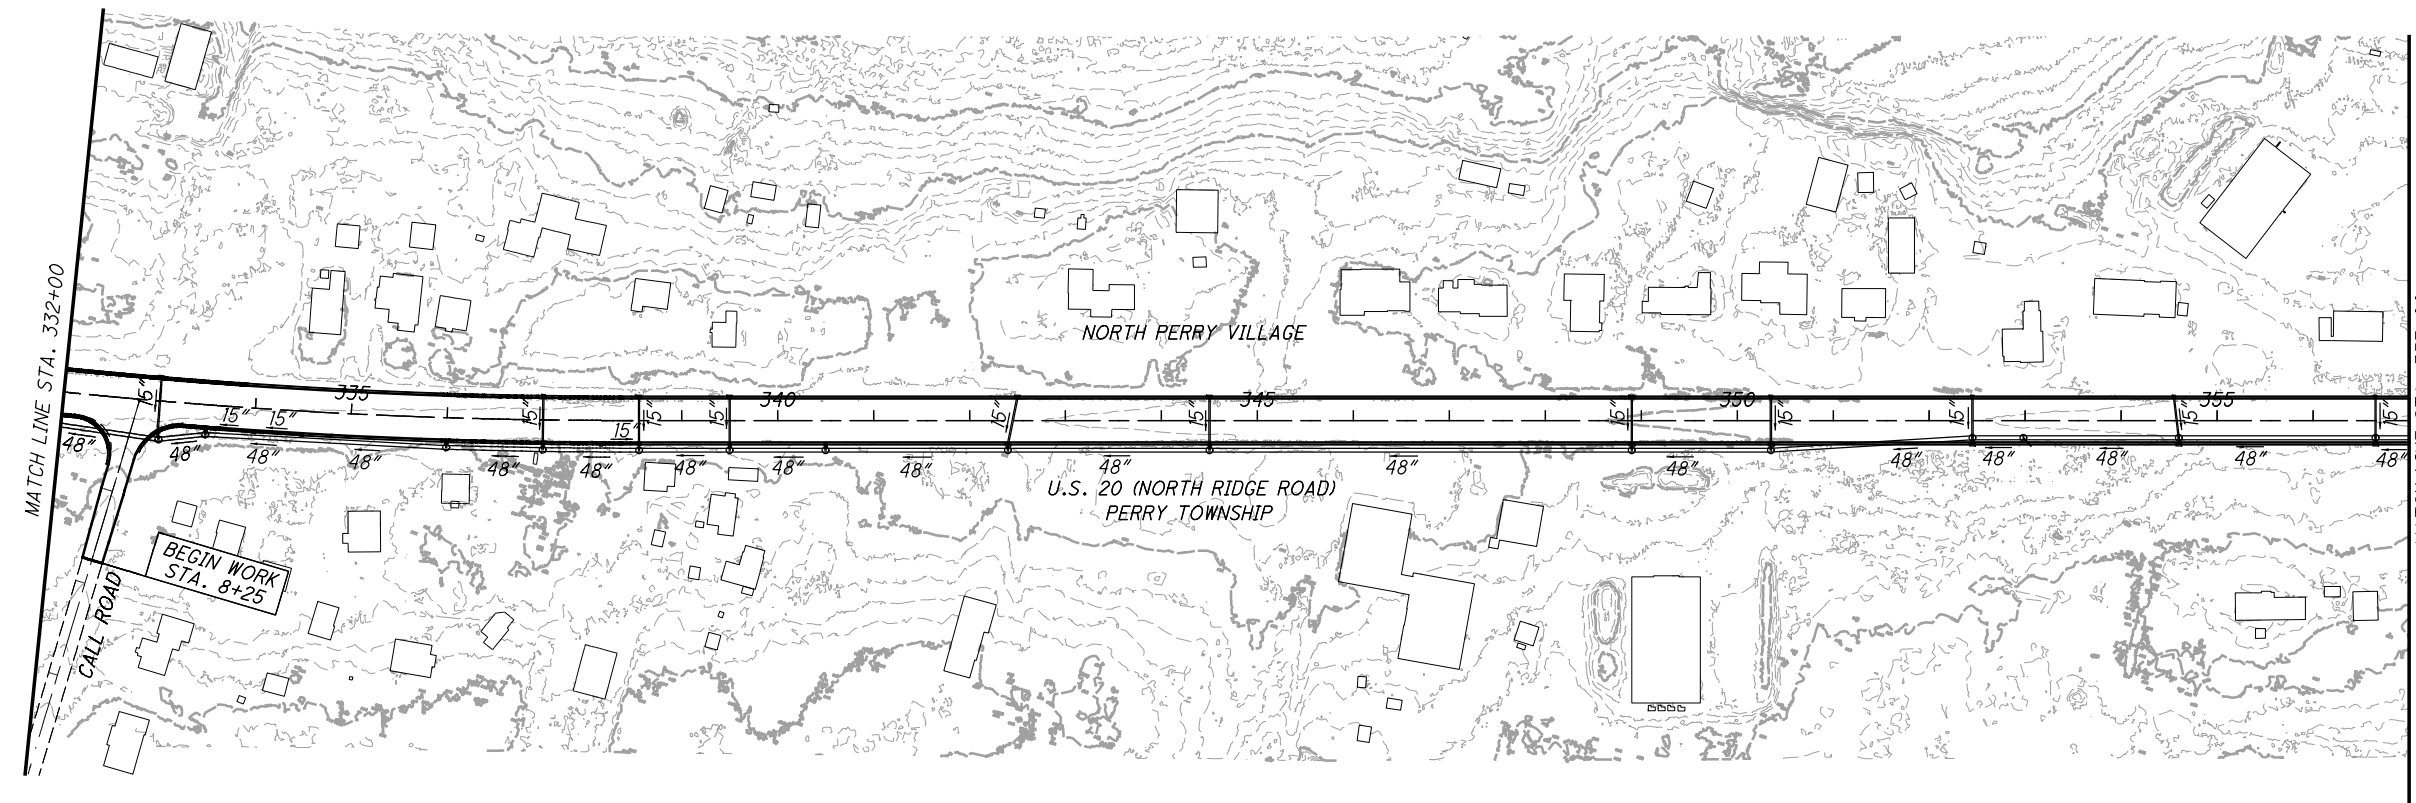 MATCH LINE STA. 332+00
NORTH PERRY VILLAGE
335
340
345
350
355
15" 15" 15" 15" 15" 15" 15" 15" 15" 15" 15" 15" 15" 15" 15"
48" 48" 48" 48" 48" 48" 48" 48" 48" 48" 48" 48" 48" 48" 48" 48" 48"
U.S. 20 (NORTH RIDGE ROAD)
PERRY TOWNSHIP
BEGIN WORK
STA. 8+25
CALL ROAD